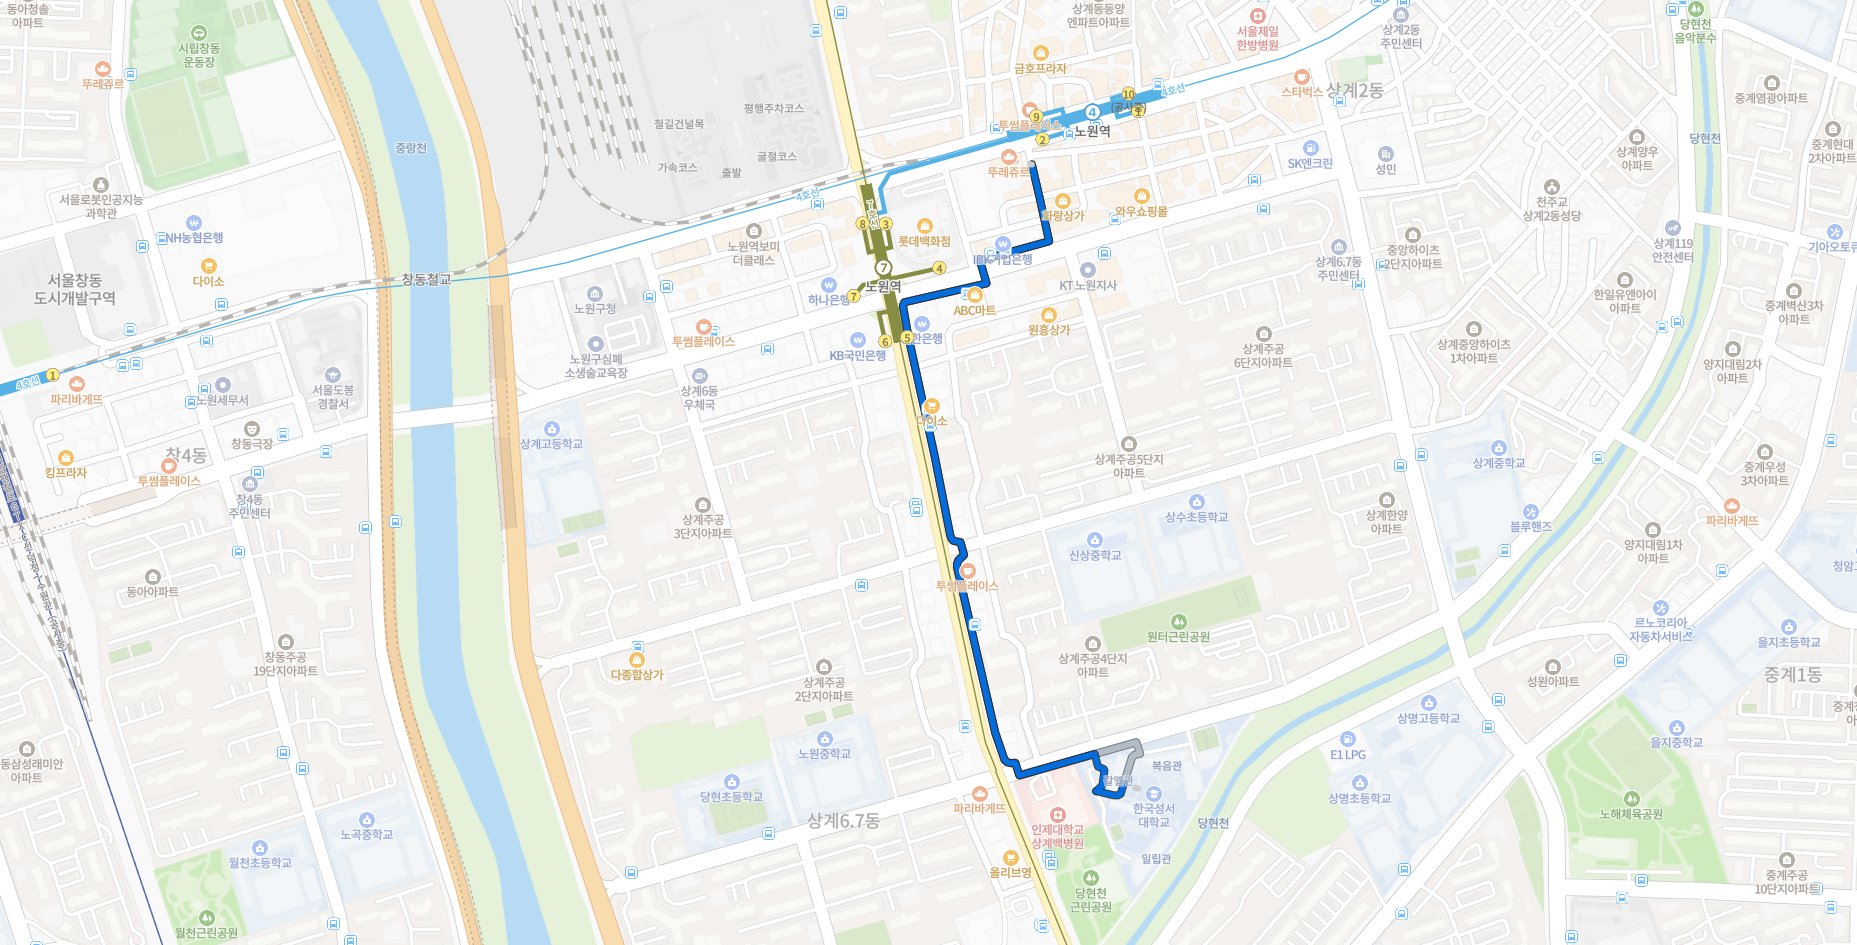 동아청솔
아파트
시립창동
운동장
뚜레쥬르
중랑천
철길건널목
평행주차코스
굴절코스
가속코스
출발
상계동동양
엔파트아파트
금호프라자
서울제일
한방병원
상계2동
주민센터
당현천
음악분수
스타벅스
상계2동
4호선
10
(공사중)
1
9
4
투썸플레이스
노원역
2
뚜레쥬르
중계염광아파트
중계현대
2차아파트
당현천
상계양우
아파트
SK엔크린
성민
천주교
상계2동성당
서울로봇인공지능
과학관
NH농협은행
4호선
7호선
8
3
롯데백화점
화랑상가
와우쇼핑몰
노원역보미
더클래스
IBK기업은행
상계6.7동
주민센터
중앙하이츠
2단지아파트
상계119
안전센터
기아오토큐
서울창동
도시개발구역
다이소
창동철교
노원구청
하나은행
7
노원역
4
7
ABC마트
KT 노원지사
한일유앤아이
아파트
중계벽산3차
아파트
투썸플레이스
노원구심폐
소생술교육장
KB국민은행
6
5
한은행
원흥상가
상계주공
6단지아파트
상계중앙하이츠
1차아파트
양지대림2차
아파트
4호선
1
파리바게뜨
노원세무서
서울도봉
경찰서
상계6동
우체국
다이소
창4동
창동극장
킹프라자
투썸플레이스
창4동
주민센터
상계고등학교
상계주공5단지
아파트
상계중학교
중계우성
3차아파트
상계주공
3단지아파트
상수초등학교
상계한양
아파트
블루핸즈
파리바게뜨
신상중학교
양지대림1차
아파트
동아아파트
투썸플레이스
원터근린공원
르노코리아
자동차서비스
을지초등학교
창동주공
19단지아파트
다종합상가
상계주공
2단지아파트
상계주공4단지
아파트
성원아파트
중계1동
동삼성래미안
아파트
노원중학교
당현초등학교
상계6.7동
복음관
갈멜관
한국성서
대학교
상명고등학교
E1 LPG
상명초등학교
을지중학교
노해체육공원
노곡중학교
월천초등학교
파리바게뜨
인제대학교
상계백병원
일립관
당현천
올리브영
당현천
근린공원
월천근린공원
중계주공
10단지아파트